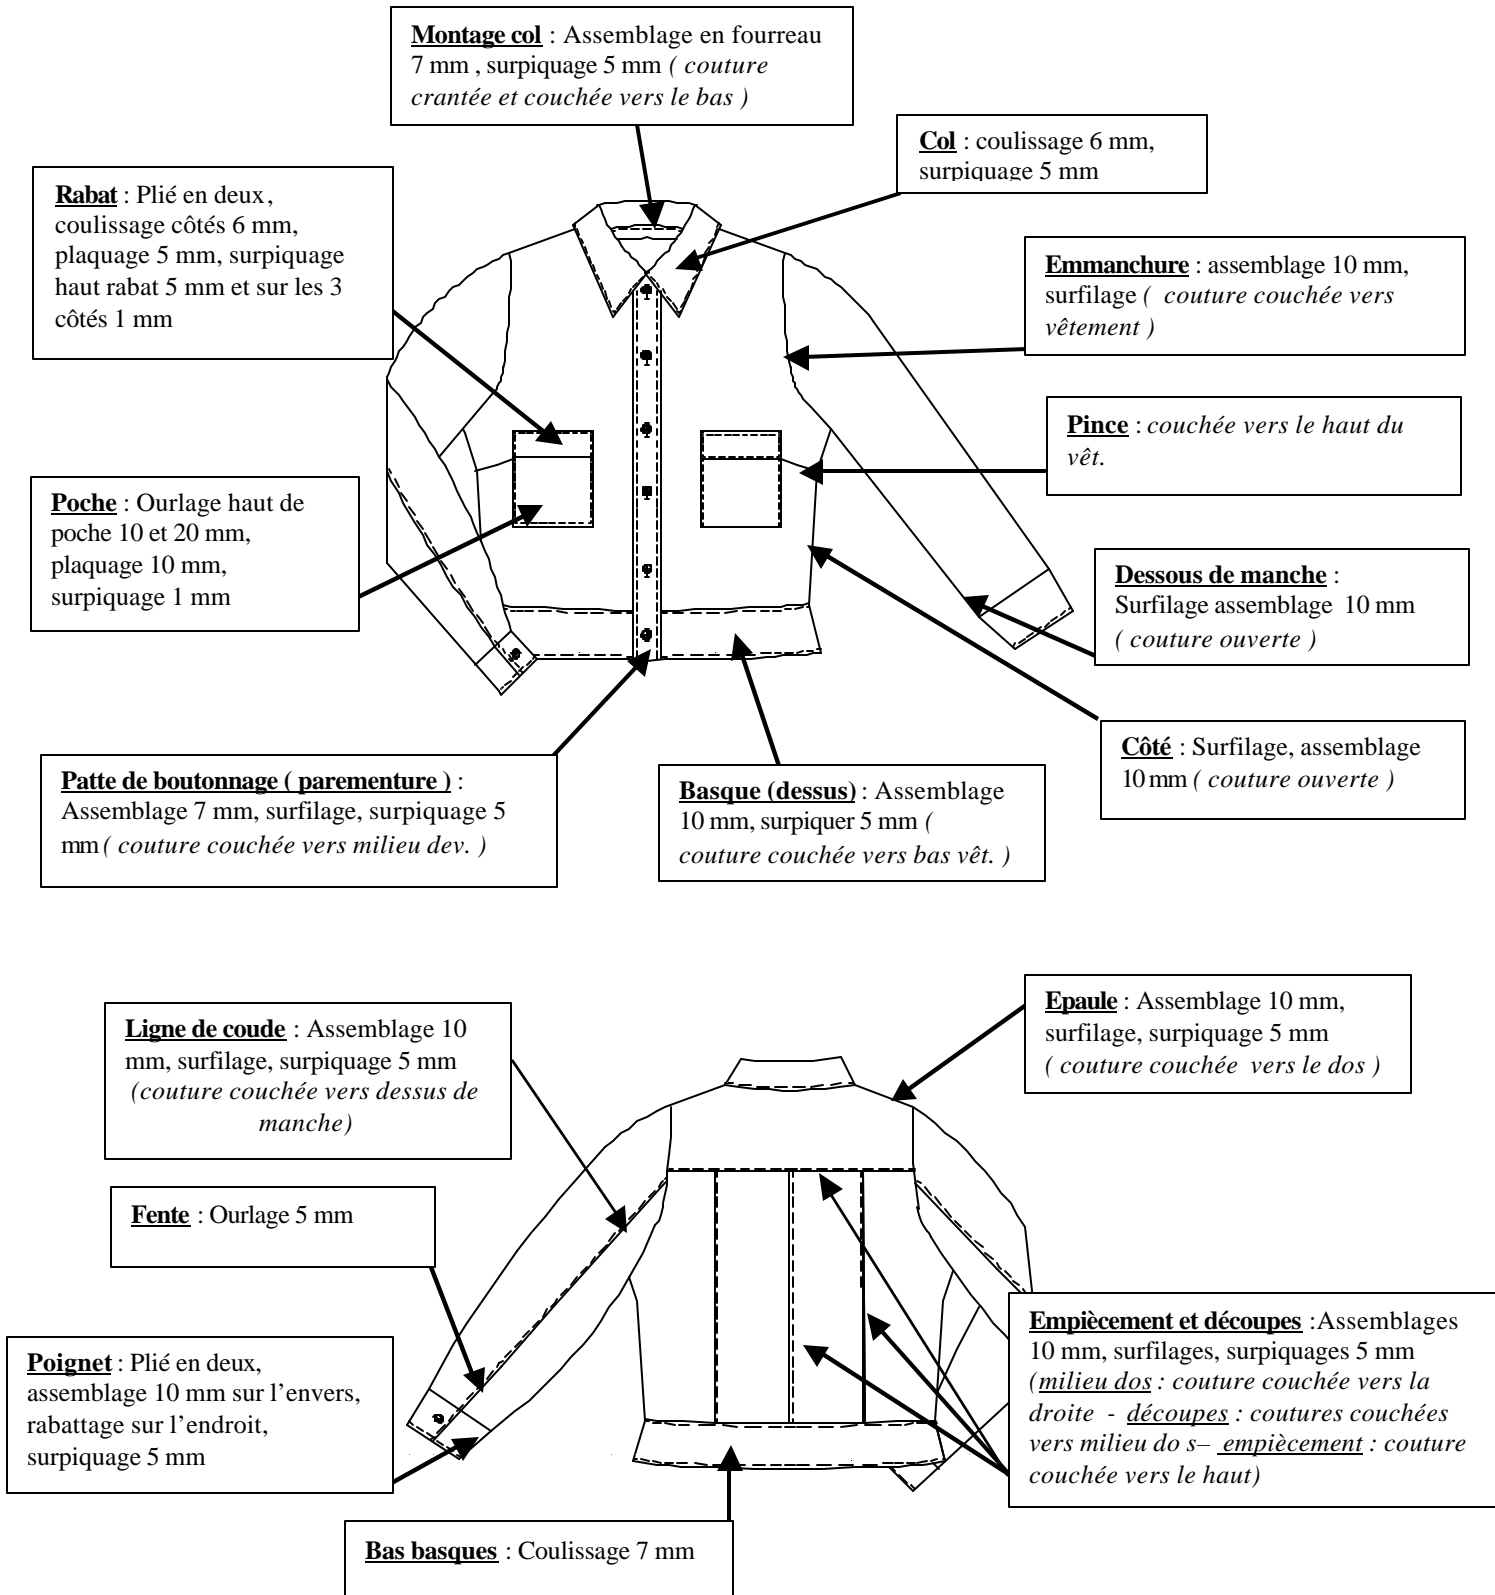 Montage col : Assemblage en fourreau
7 mm , surpiquage 5 mm ( couture
crantée et couchée vers le bas )
Col : coulissage 6 mm,
surpiquage 5 mm
Rabat : Plié en deux,
coulissage côtés 6 mm,
plaquage 5 mm, surpiquage
haut rabat 5 mm et sur les 3
côtés 1 mm
Emmanchure : assemblage 10 mm,
surfilage ( couture couchée vers
vêtement )
Pince : couchée vers le haut du
vêt.
Poche : Ourlage haut de
poche 10 et 20 mm,
plaquage 10 mm,
surpiquage 1 mm
Dessous de manche :
Surfilage assemblage 10 mm
( couture ouverte )
Côté : Surfilage, assemblage
10 mm ( couture ouverte )
Patte de boutonnage ( parementure ) :
Assemblage 7 mm, surfilage, surpiquage 5
mm ( couture couchée vers milieu dev. )
Basque (dessus) : Assemblage
10 mm, surpiquer 5 mm (
couture couchée vers bas vêt. )
Epaule : Assemblage 10 mm,
surfilage, surpiquage 5 mm
( couture couchée vers le dos )
Ligne de coude : Assemblage 10
mm, surfilage, surpiquage 5 mm
(couture couchée vers dessus de
manche)
Fente : Ourlage 5 mm
Empiècement et découpes :Assemblages
10 mm, surfilages, surpiquages 5 mm
(milieu dos : couture couchée vers la
droite - découpes : coutures couchées
vers milieu do s– empiècement : couture
couchée vers le haut)
Poignet : Plié en deux,
assemblage 10 mm sur l’envers,
rabattage sur l’endroit,
surpiquage 5 mm
Bas basques : Coulissage 7 mm